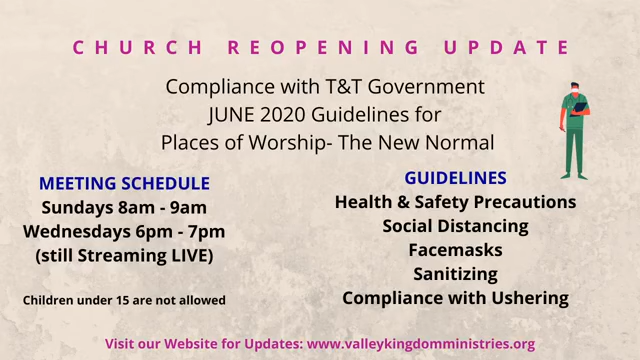 CHURCH REOPENING UPDATE
Compliance with T&T Government
JUNE 2020 Guidelines for
Places of Worship- The New Normal
MEETING SCHEDULE
Sundays 8am - 9am
Wednesdays 6pm - 7pm
(still Streaming LIVE)
Children under 15 are not allowed
GUIDELINES
Health & Safety Precautions
Social Distancing
Facemasks
Sanitizing
Compliance with Ushering
Visit our Website for Updates: www.valleykingdomministries.org